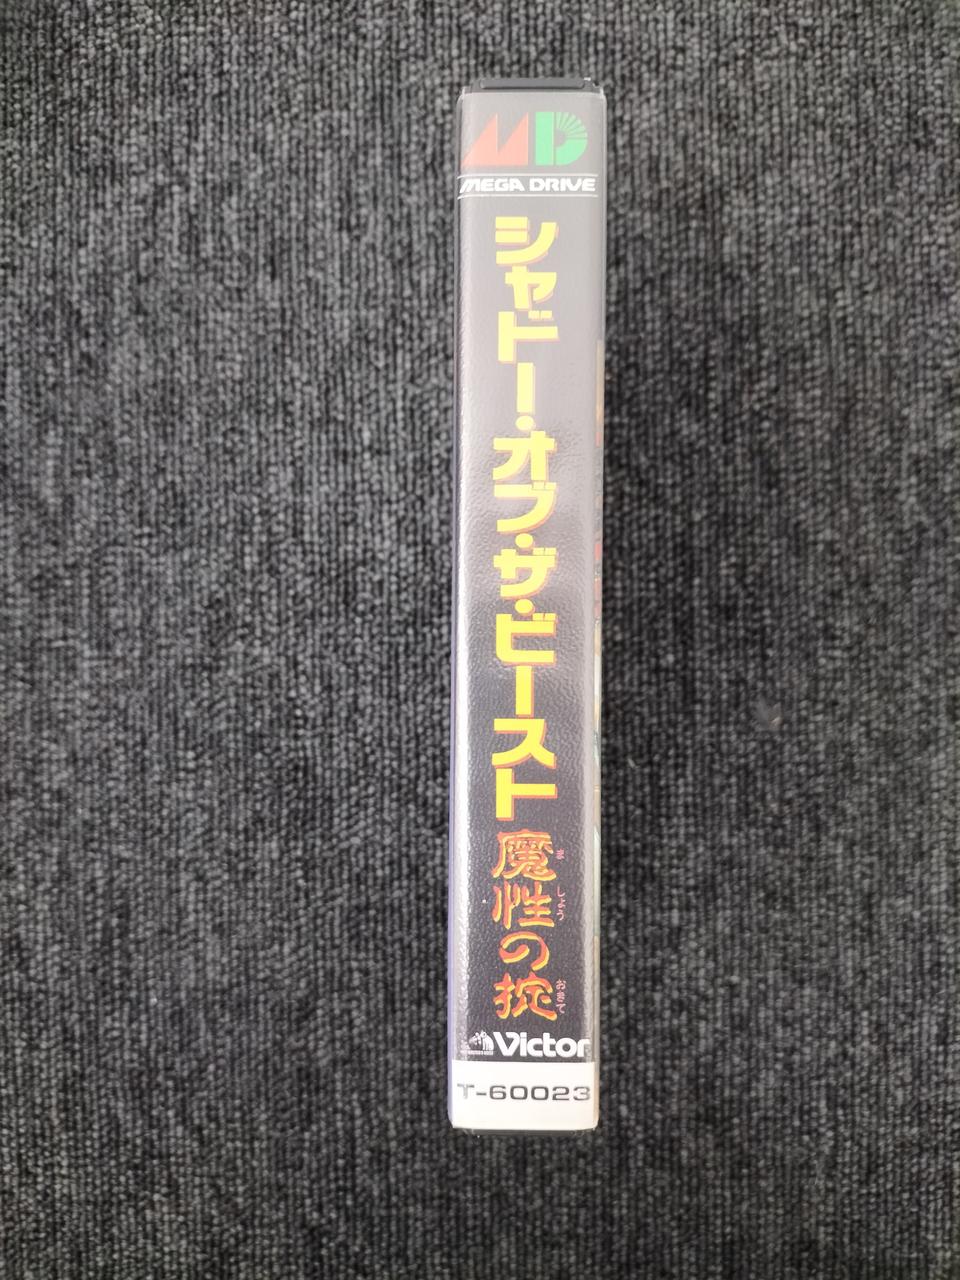 MD
MEGA DRIVE
シャドー・オブ・ザ・ビースト
魔性の掟
ま しょう おきて
Victor
T-60023